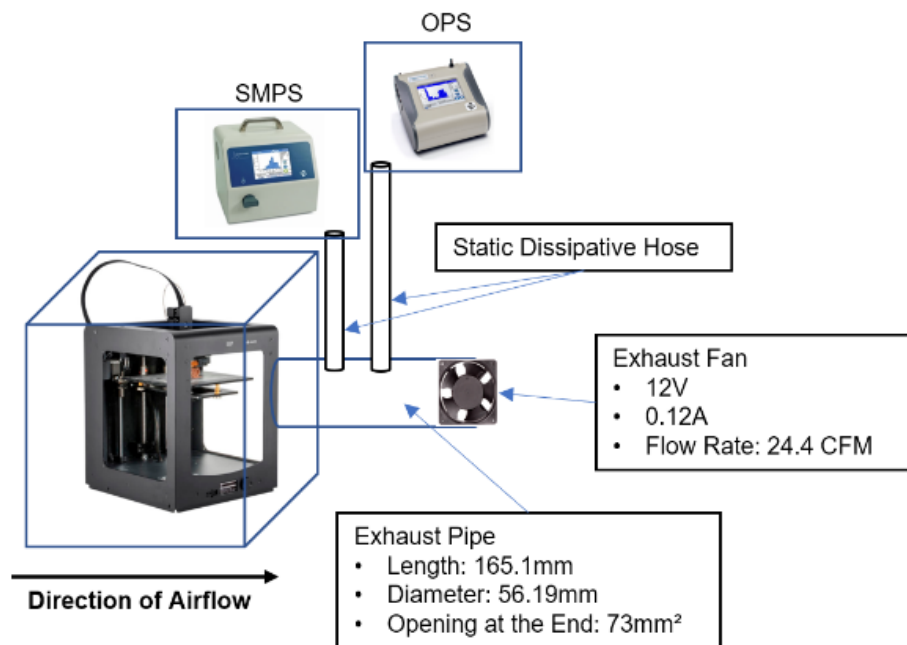 OPS
SMPS
Static Dissipative Hose
Exhaust Fan
• 12V
• 0.12A
• Flow Rate: 24.4 CFM
Exhaust Pipe
• Length: 165.1mm
• Diameter: 56.19mm
• Opening at the End: 73mm²
Direction of Airflow